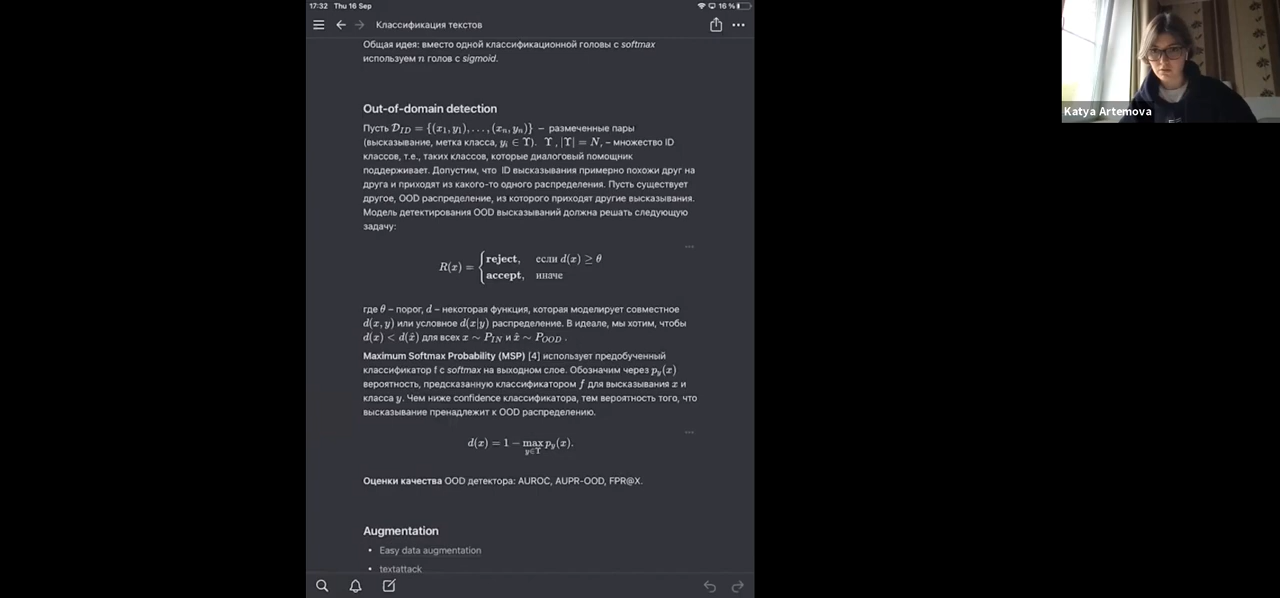 17:32 Thu 16 Sep 16 %
Классификация текстов
Общая идея: вместо одной классификационной головы с softmax
используем n голов с sigmoid.
Out-of-domain detection
Пусть 𝒟_ID = {(x₁, y₁), . . . , (xₙ, yₙ)} – размеченные пары
(высказывание, метка класса, yᵢ ∈ ϒ). ϒ , |ϒ| = N, – множество ID
классов, т.е., таких классов, которые диалоговый помощник
поддерживает. Допустим, что ID высказывания примерно похожи друг на
друга и приходят из какого-то одного распределения. Пусть существует
другое, OOD распределение, из которого приходят другие высказывания.
Модель детектирования OOD высказываний должна решать следующую
задачу:
R(x) = { reject, если d(x) ≥ θ
accept, иначе
где θ – порог, d – некоторая функция, которая моделирует совместное
d(x, y) или условное d(x|y) распределение. В идеале, мы хотим, чтобы
d(x) < d(x̂) для всех x ∼ P_IN и x̂ ∼ P_OOD .
Maximum Softmax Probability (MSP) [4] использует предобученный
классификатор f с softmax на выходном слое. Обозначим через p_y(x)
вероятность, предсказанную классификатором f для высказывания x и
класса y. Чем ниже confidence классификатора, тем вероятность того, что
высказывание пренадлежит к OOD распределению.
d(x) = 1 − max_{y∈ϒ} p_y(x).
Оценки качества OOD детектора: AUROC, AUPR-OOD, FPR@X.
Augmentation
• Easy data augmentation
• textattack
Katya Artemova